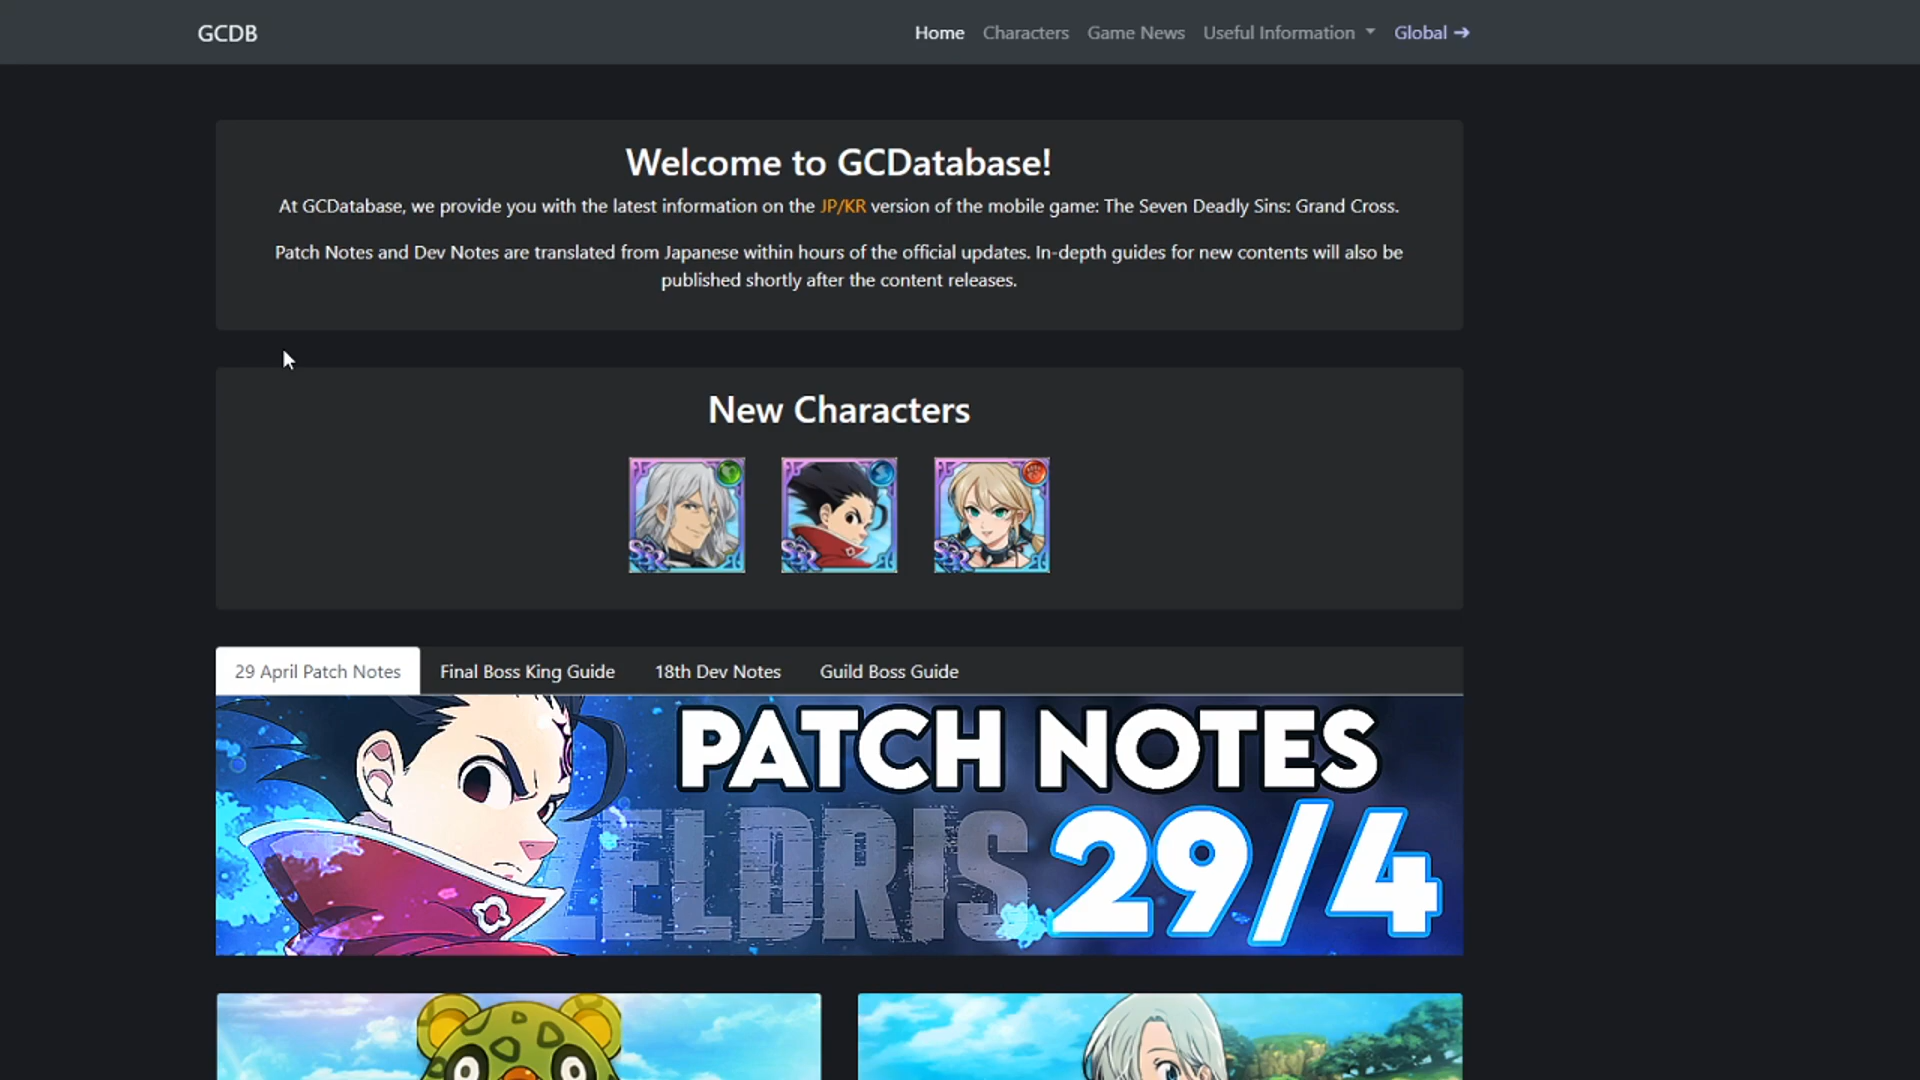 GCDB
Home Characters Game News Useful Information Global ➔
Welcome to GCDatabase!
At GCDatabase, we provide you with the latest information on the JP/KR version of the mobile game: The Seven Deadly Sins: Grand Cross.
Patch Notes and Dev Notes are translated from Japanese within hours of the official updates. In-depth guides for new contents will also be
published shortly after the content releases.
New Characters
SSR SSR SSR
29 April Patch Notes Final Boss King Guide 18th Dev Notes Guild Boss Guide
PATCH NOTES
ZELDRIS 29/4